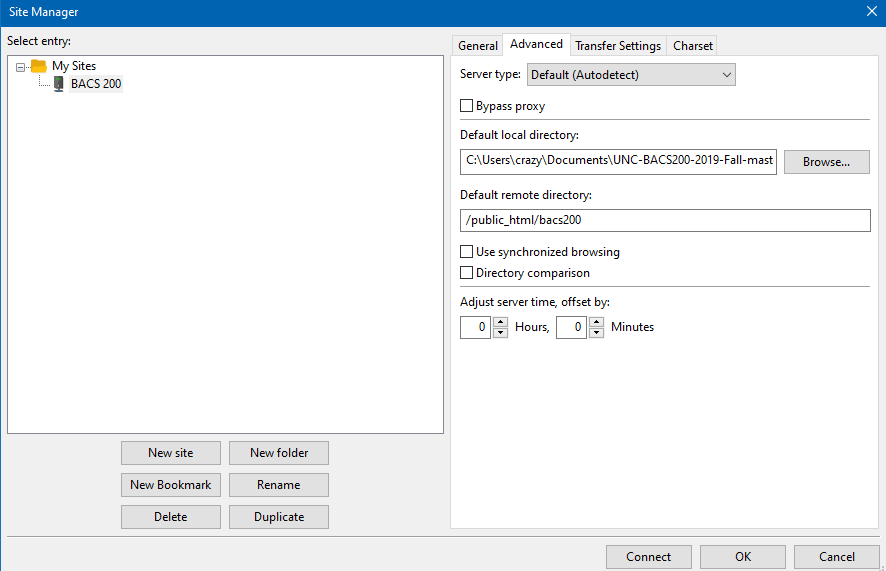 Site Manager
Select entry:
My Sites
BACS 200
New site
New folder
New Bookmark
Rename
Delete
Duplicate
General
Advanced
Transfer Settings
Charset
Server type:
Default (Autodetect)
Bypass proxy
Default local directory:
C:\Users\crazy\Documents\UNC-BACS200-2019-Fall-mast
Browse...
Default remote directory:
/public_html/bacs200
Use synchronized browsing
Directory comparison
Adjust server time, offset by:
0 Hours, 0 Minutes
Connect
OK
Cancel